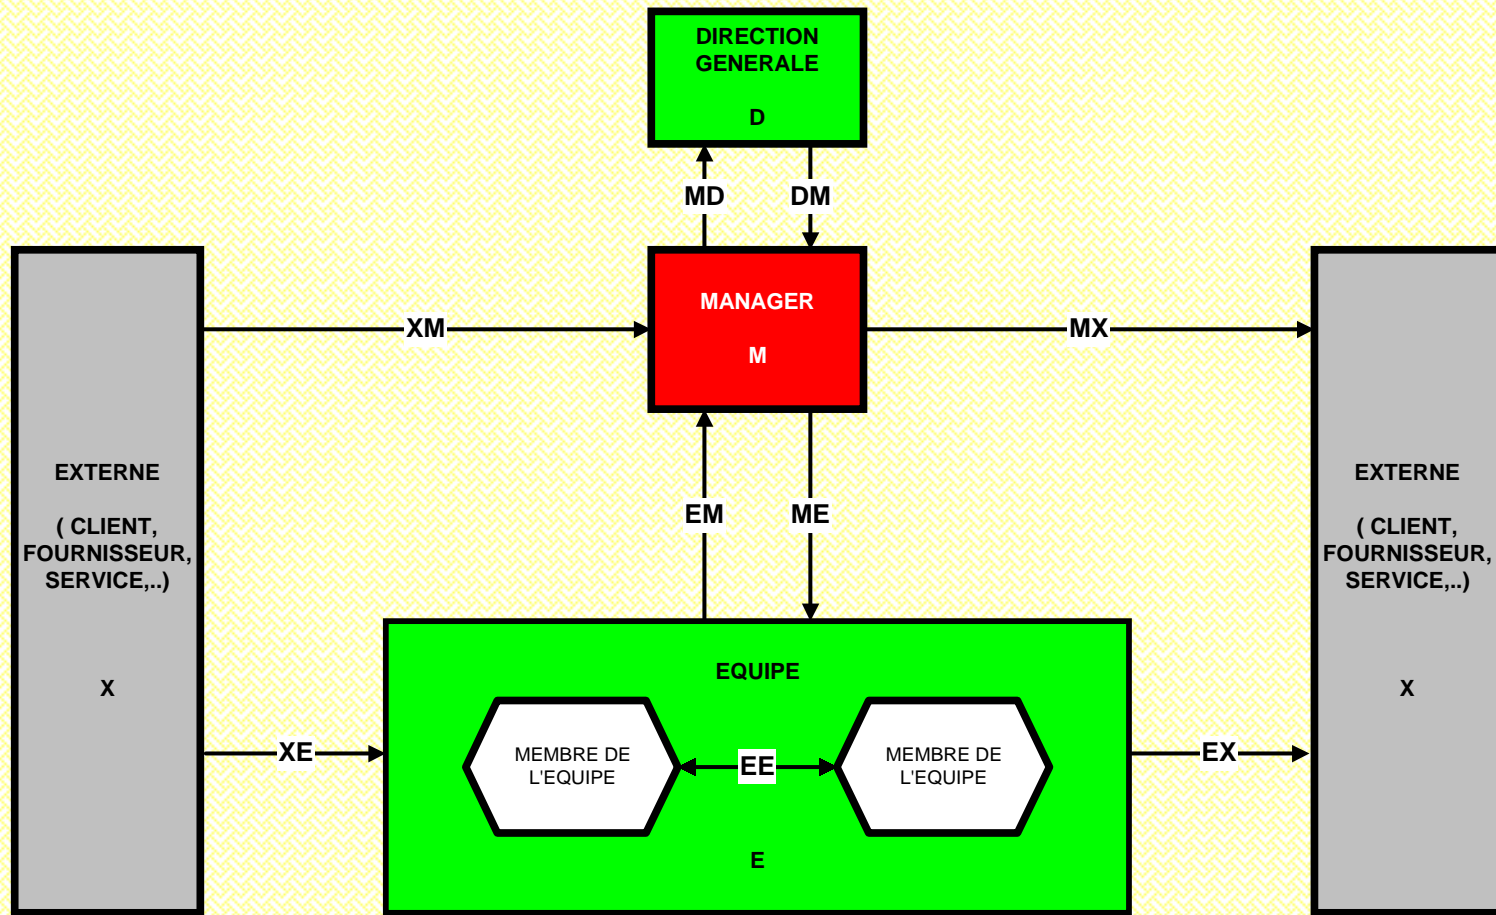 DIRECTION
GENERALE
D
MD
DM
MANAGER
M
XM
MX
EXTERNE
( CLIENT,
FOURNISSEUR,
SERVICE,..)
X
EM
ME
EXTERNE
( CLIENT,
FOURNISSEUR,
SERVICE,..)
X
EQUIPE
XE
MEMBRE DE
L'EQUIPE
EE
MEMBRE DE
L'EQUIPE
EX
E